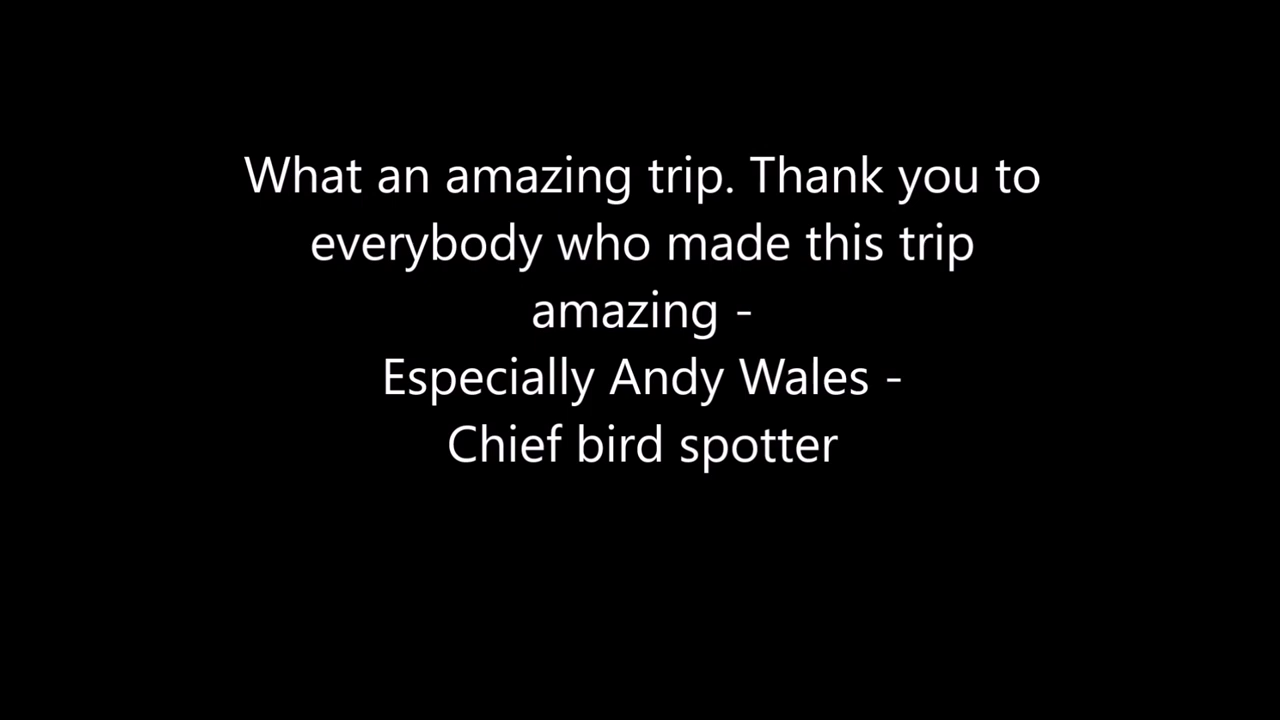 What an amazing trip. Thank you to
everybody who made this trip
amazing -
Especially Andy Wales -
Chief bird spotter